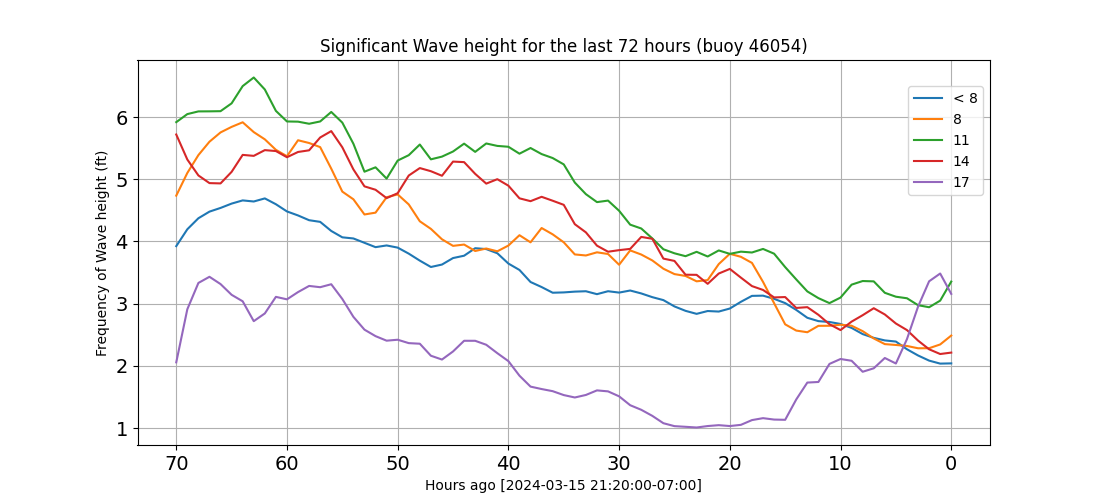 Significant Wave height for the last 72 hours (buoy 46054)
Frequency of Wave height (ft)
6
5
4
3
2
1
< 8
8
11
14
17
70 60 50 40 30 20 10 0
Hours ago [2024-03-15 21:20:00-07:00]